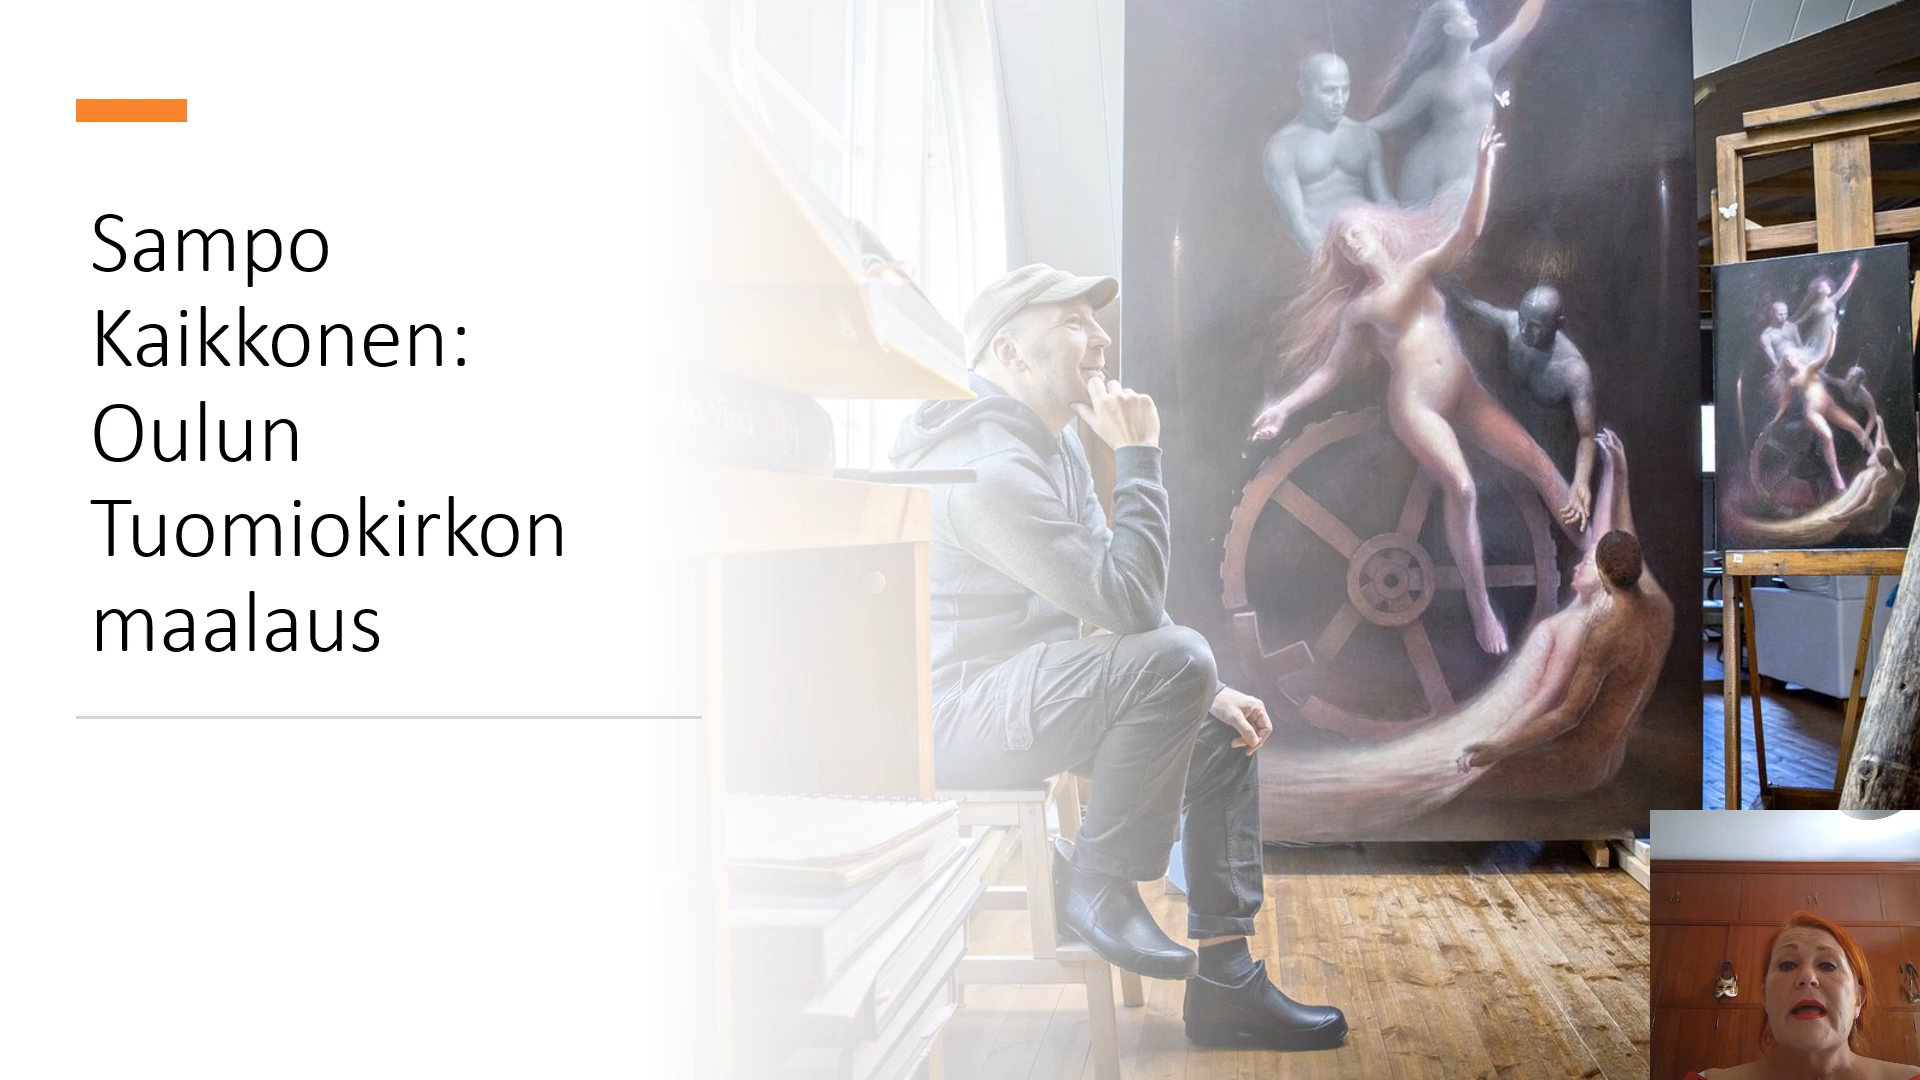 Sampo
Kaikkonen:
Oulun
Tuomiokirkon
maalaus